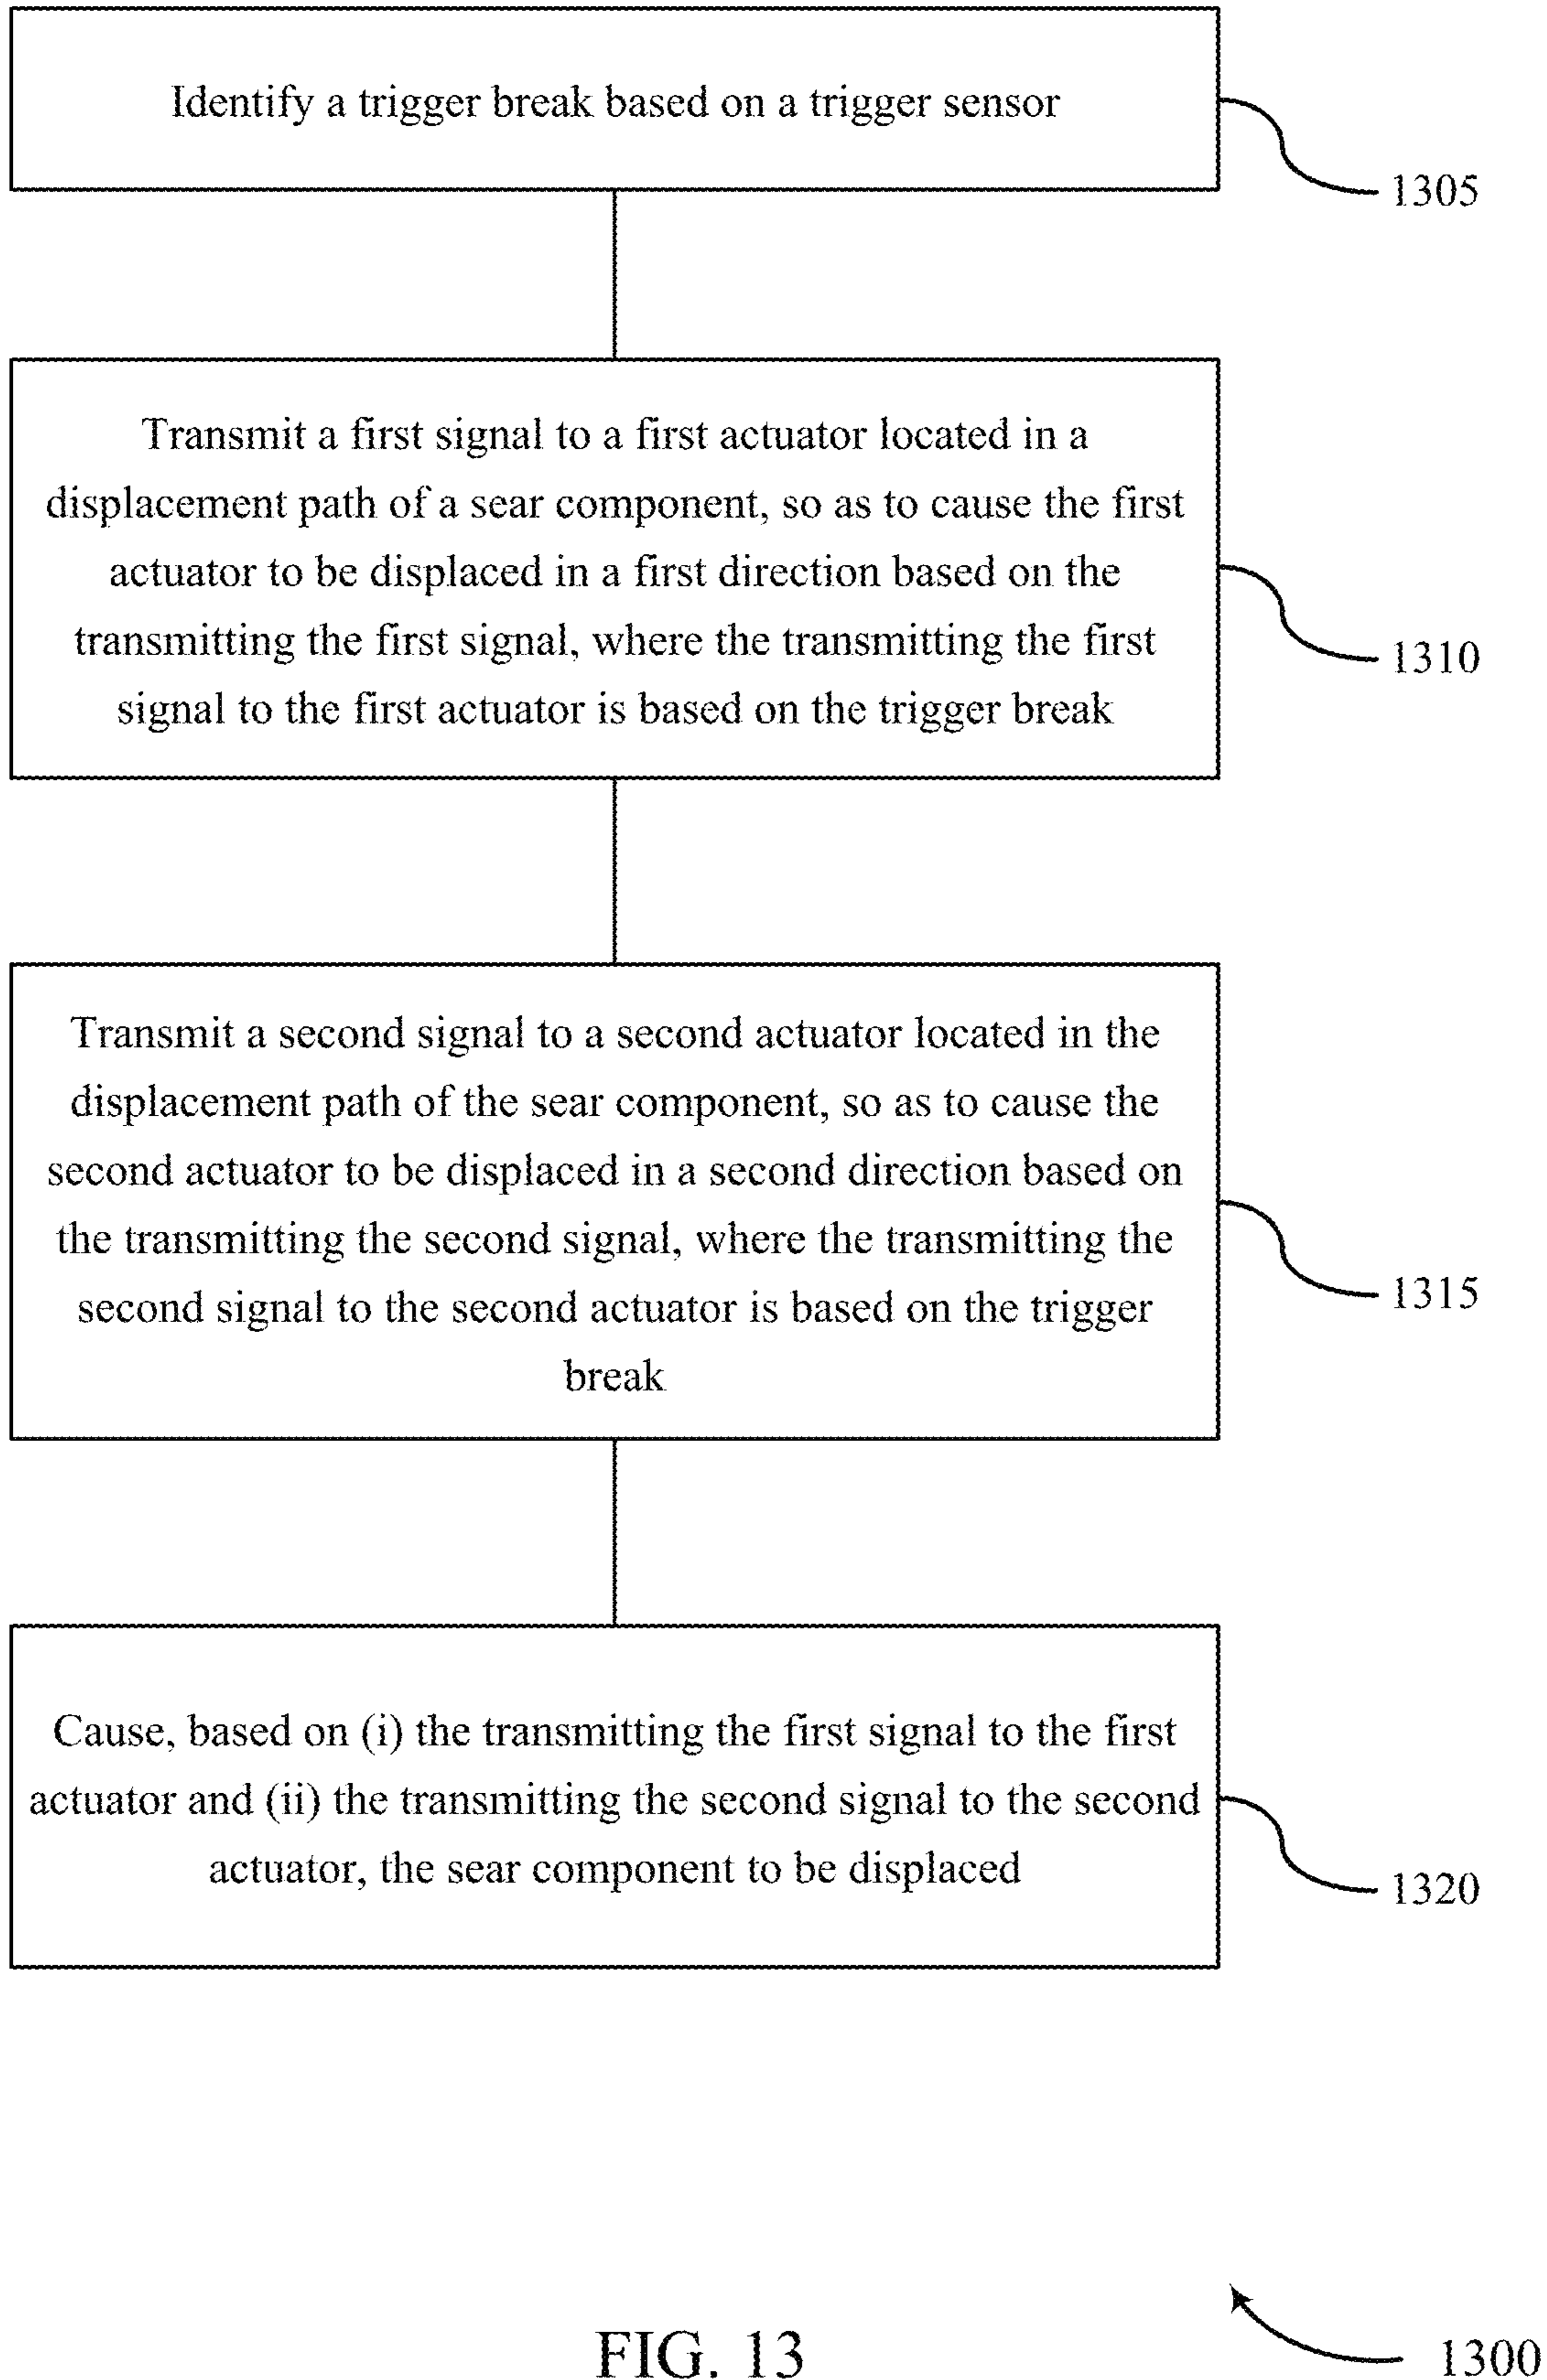 Identify a trigger break based on a trigger sensor
1305
Transmit a first signal to a first actuator located in a
displacement path of a sear component, so as to cause the first
actuator to be displaced in a first direction based on the
transmitting the first signal, where the transmitting the first
signal to the first actuator is based on the trigger break
1310
Transmit a second signal to a second actuator located in the
displacement path of the sear component, so as to cause the
second actuator to be displaced in a second direction based on
the transmitting the second signal, where the transmitting the
second signal to the second actuator is based on the trigger
break
1315
Cause, based on (i) the transmitting the first signal to the first
actuator and (ii) the transmitting the second signal to the second
actuator, the sear component to be displaced
1320
FIG. 13
1300